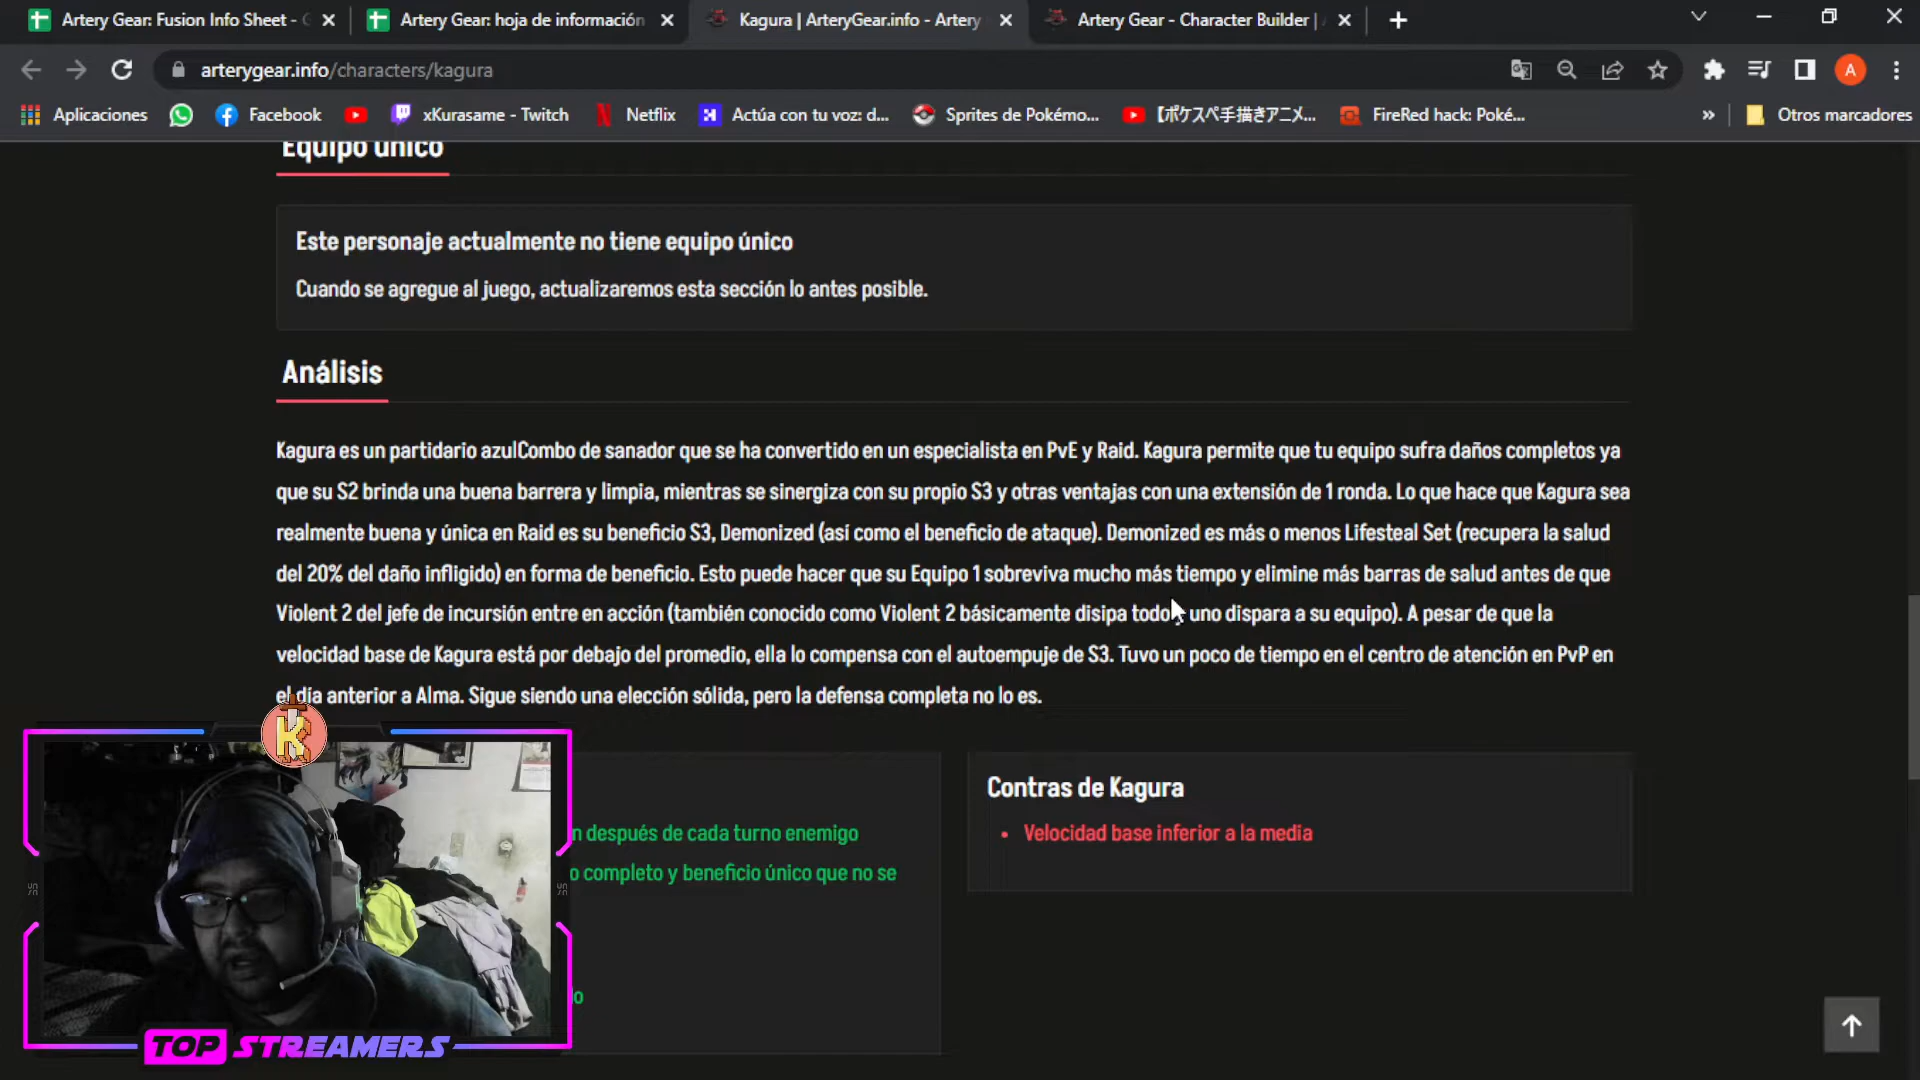 Artery Gear: Fusion Info Sheet -
Artery Gear: hoja de información
Kagura | ArteryGear.info - Artery
Artery Gear - Character Builder |
arterygear.info/characters/kagura
A
Aplicaciones
Facebook
xKurasame - Twitch
Netflix
Actúa con tu voz: d...
Sprites de Pokémo...
【ポケスペ手描きアニメ...
FireRed hack: Poké...
»
Otros marcadores
Equipo único
Este personaje actualmente no tiene equipo único
Cuando se agregue al juego, actualizaremos esta sección lo antes posible.
Análisis
Kagura es un partidario azulCombo de sanador que se ha convertido en un especialista en PvE y Raid. Kagura permite que tu equipo sufra daños completos ya
que su S2 brinda una buena barrera y limpia, mientras se sinergiza con su propio S3 y otras ventajas con una extensión de 1 ronda. Lo que hace que Kagura sea
realmente buena y única en Raid es su beneficio S3, Demonized (así como el beneficio de ataque). Demonized es más o menos Lifesteal Set (recupera la salud
del 20% del daño infligido) en forma de beneficio. Esto puede hacer que su Equipo 1 sobreviva mucho más tiempo y elimine más barras de salud antes de que
Violent 2 del jefe de incursión entre en acción (también conocido como Violent 2 básicamente disipa todo y uno dispara a su equipo). A pesar de que la
velocidad base de Kagura está por debajo del promedio, ella lo compensa con el autoempuje de S3. Tuvo un poco de tiempo en el centro de atención en PvP en
el día anterior a Alma. Sigue siendo una elección sólida, pero la defensa completa no lo es.
K
n después de cada turno enemigo
o completo y beneficio único que no se
do
Contras de Kagura
Velocidad base inferior a la media
TOP STREAMERS